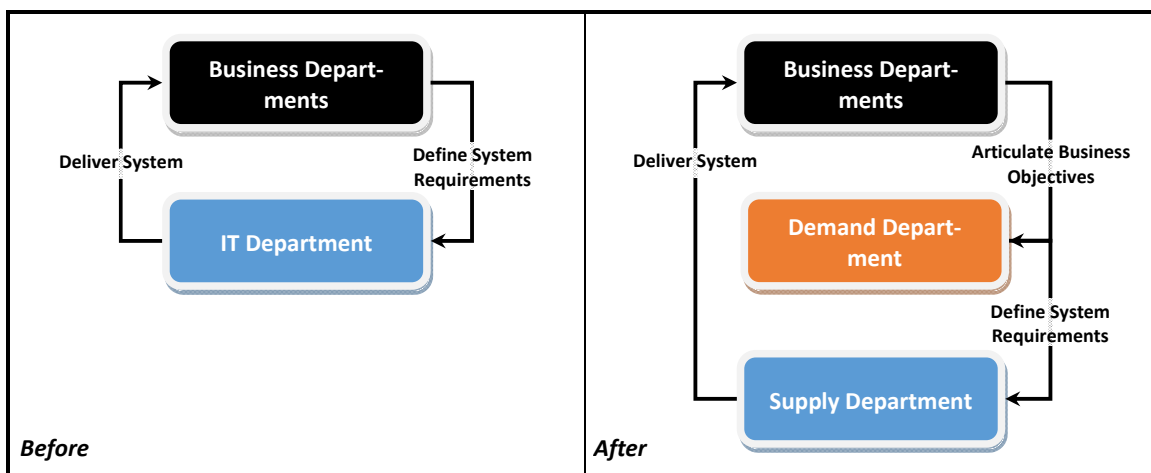 Business Depart-
ments
Deliver System
Define System
Requirements
IT Department
Before
Business Depart-
ments
Deliver System
Articulate Business
Objectives
Demand Depart-
ment
Define System
Requirements
Supply Department
After